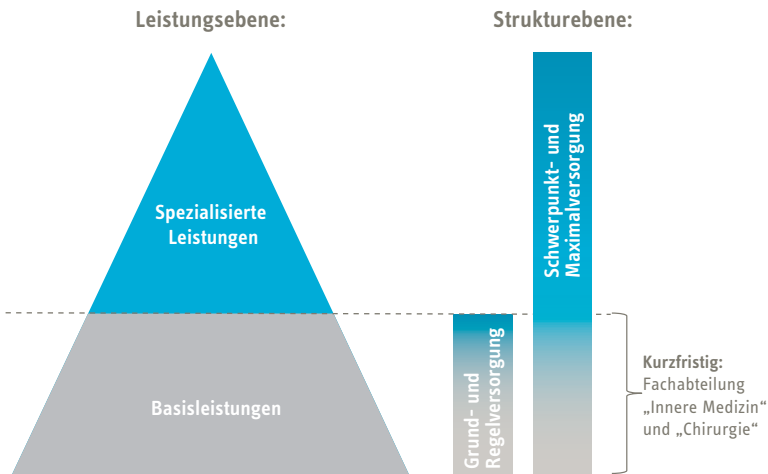 Leistungsebene:
Strukturebene:
Spezialisierte
Leistungen
Basisleistungen
Schwerpunkt- und
Maximalversorgung
Grund- und
Regelversorgung
Kurzfristig:
Fachabteilung
„Innere Medizin“
und „Chirurgie“